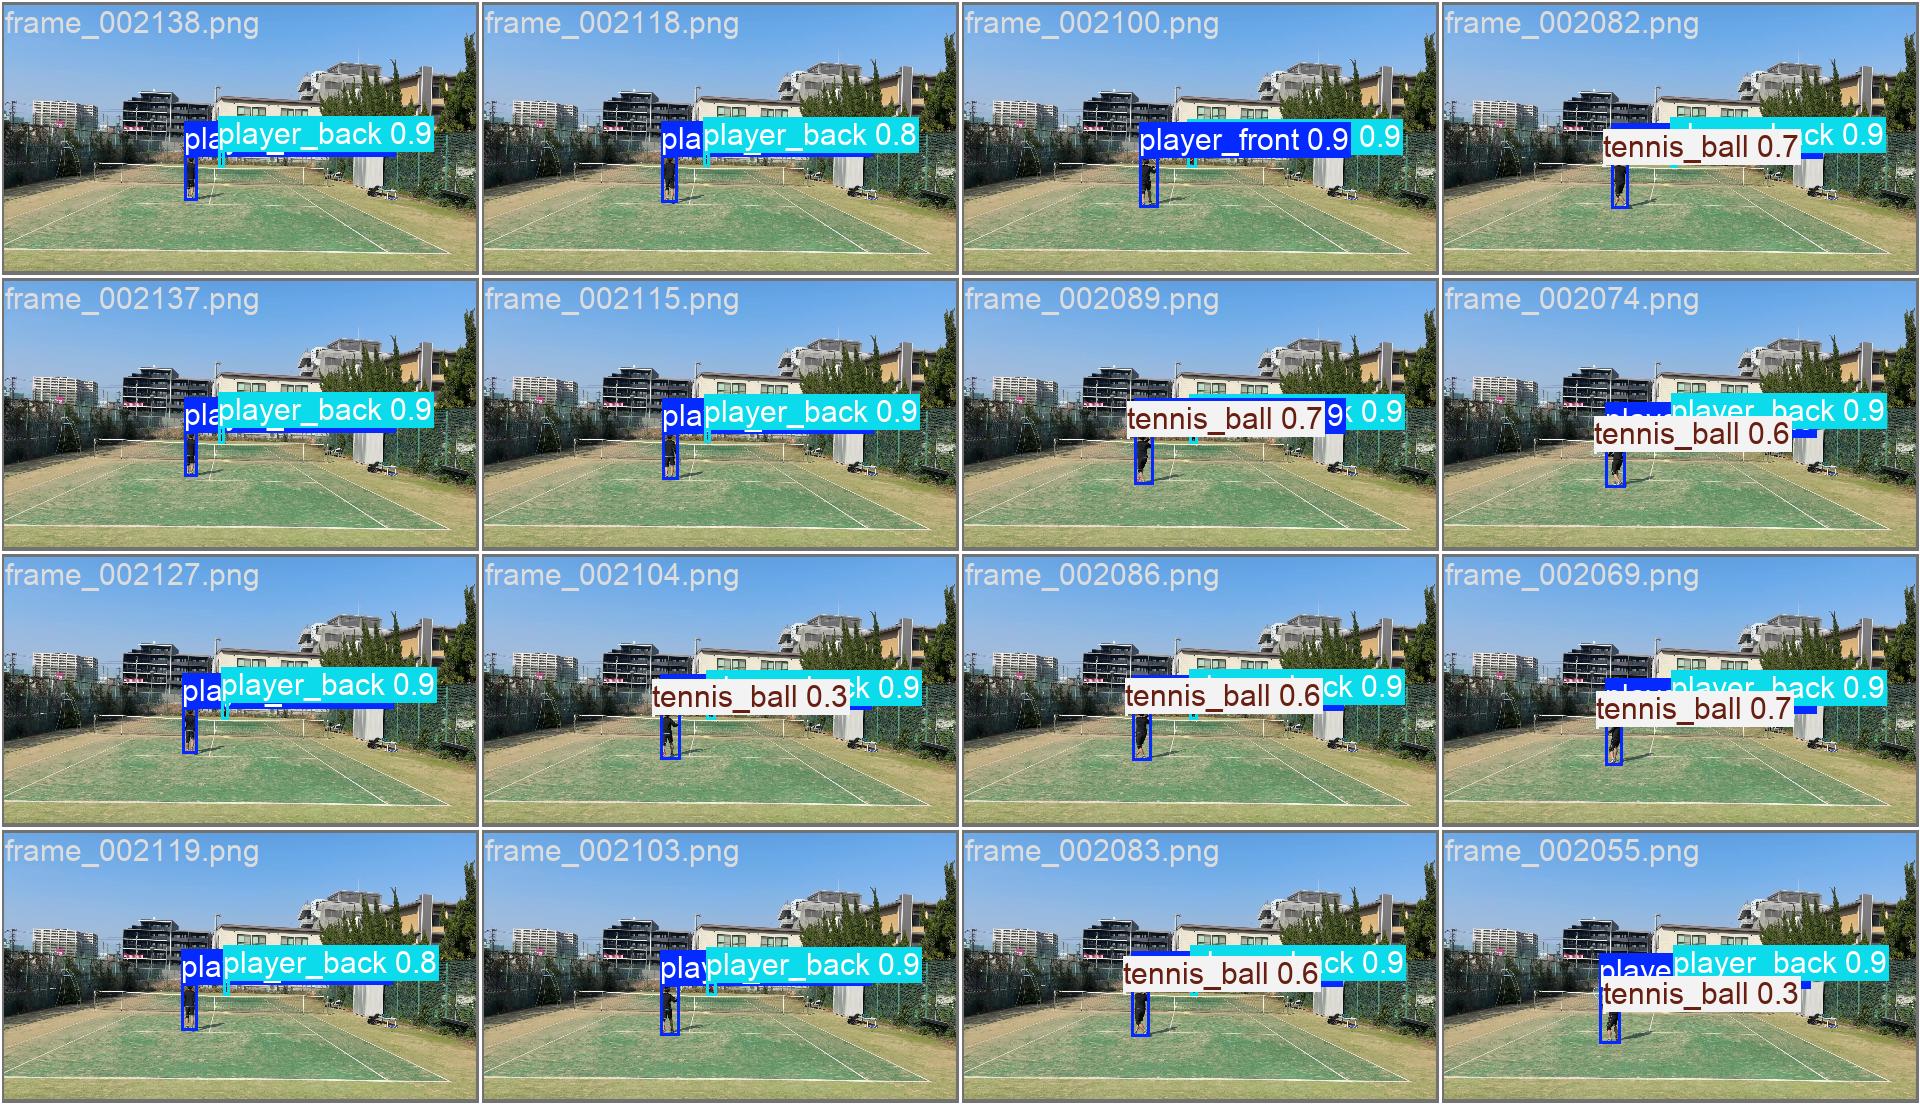 frame_002138.png
pla player_back 0.9
frame_002118.png
pla player_back 0.8
frame_002100.png
player_front 0.9 0.9
frame_002082.png
ck 0.9
tennis_ball 0.7
frame_002137.png
pla player_back 0.9
frame_002115.png
pla player_back 0.9
frame_002089.png
tennis_ball 0.7 9 k 0.9
frame_002074.png
player_back 0.9
tennis_ball 0.6
frame_002127.png
pla player_back 0.9
frame_002104.png
ck 0.9
tennis_ball 0.3
frame_002086.png
ck 0.9
tennis_ball 0.6
frame_002069.png
player_back 0.9
tennis_ball 0.7
frame_002119.png
pla player_back 0.8
frame_002103.png
play player_back 0.9
frame_002083.png
ck 0.9
tennis_ball 0.6
frame_002055.png
playe player_back 0.9
tennis_ball 0.3